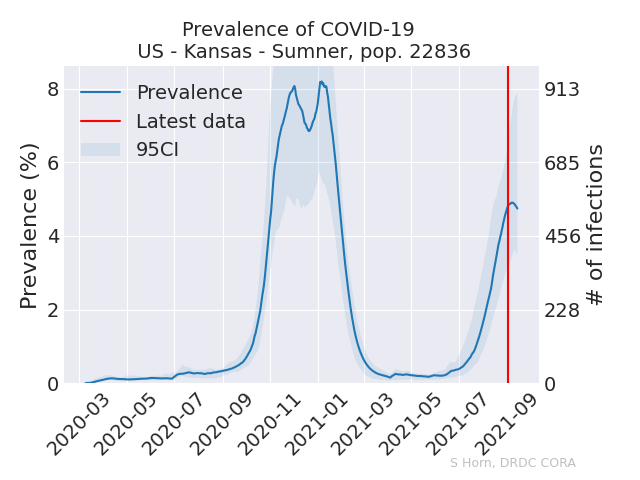 Prevalence of COVID-19
US - Kansas - Sumner, pop. 22836
Prevalence
Latest data
95CI
Prevalence (%)
8
6
4
2
0
# of infections
913
685
456
228
0
2020-03
2020-05
2020-07
2020-09
2020-11
2021-01
2021-03
2021-05
2021-07
2021-09
S Horn, DRDC CORA